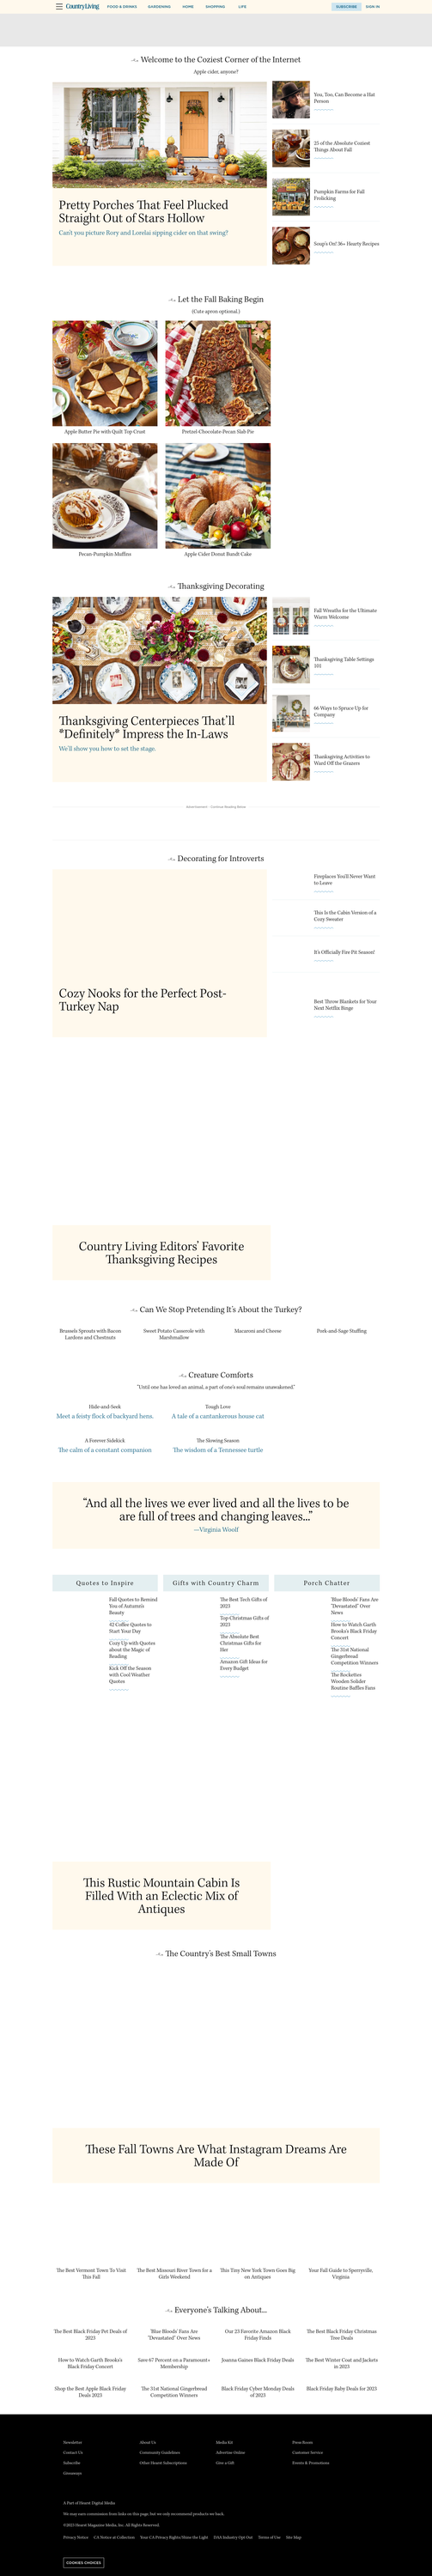 Country Living
FOOD & DRINKS
GARDENING
HOME
SHOPPING
LIFE
SUBSCRIBE
SIGN IN
Welcome to the Coziest Corner of the Internet
Apple cider, anyone?
Pretty Porches That Feel Plucked
Straight Out of Stars Hollow
Can't you picture Rory and Lorelai sipping cider on that swing?
You, Too, Can Become a Hat
Person
25 of the Absolute Coziest
Things About Fall
Pumpkin Farms for Fall
Frolicking
Soup's On! 36+ Hearty Recipes
Let the Fall Baking Begin
(Cute apron optional.)
Apple Butter Pie with Quilt Top Crust
Pretzel-Chocolate-Pecan Slab Pie
Pecan-Pumpkin Muffins
Apple Cider Donut Bundt Cake
Thanksgiving Decorating
Thanksgiving Centerpieces That'll
*Definitely* Impress the In-Laws
We'll show you how to set the stage.
Fall Wreaths for the Ultimate
Warm Welcome
Thanksgiving Table Settings
101
66 Ways to Spruce Up for
Company
Thanksgiving Activities to
Ward Off the Grazers
Advertisement - Continue Reading Below
Decorating for Introverts
Cozy Nooks for the Perfect Post-
Turkey Nap
Fireplaces You'll Never Want
to Leave
This Is the Cabin Version of a
Cozy Sweater
It's Officially Fire Pit Season!
Best Throw Blankets for Your
Next Netflix Binge
Country Living Editors' Favorite
Thanksgiving Recipes
Can We Stop Pretending It's About the Turkey?
Brussels Sprouts with Bacon
Lardons and Chestnuts
Sweet Potato Casserole with
Marshmallow
Macaroni and Cheese
Pork-and-Sage Stuffing
Creature Comforts
"Until one has loved an animal, a part of one's soul remains unawakened."
Hide-and-Seek
Meet a feisty flock of backyard hens.
Tough Love
A tale of a cantankerous house cat
A Forever Sidekick
The calm of a constant companion
The Slowing Season
The wisdom of a Tennessee turtle
"And all the lives we ever lived and all the lives to be
are full of trees and changing leaves..."
—Virginia Woolf
Quotes to Inspire
Fall Quotes to Remind
You of Autumn's
Beauty
42 Coffee Quotes to
Start Your Day
Cozy Up with Quotes
about the Magic of
Reading
Kick Off the Season
with Cool Weather
Quotes
Gifts with Country Charm
The Best Tech Gifts of
2023
Top Christmas Gifts of
2023
The Absolute Best
Christmas Gifts for
Her
Amazon Gift Ideas for
Every Budget
Porch Chatter
'Blue Bloods' Fans Are
"Devastated" Over
News
How to Watch Garth
Brooks's Black Friday
Concert
The 31st National
Gingerbread
Competition Winners
The Rockettes
Wooden Soldier
Routine Baffles Fans
This Rustic Mountain Cabin Is
Filled With an Eclectic Mix of
Antiques
The Country's Best Small Towns
These Fall Towns Are What Instagram Dreams Are
Made Of
The Best Vermont Town To Visit
This Fall
The Best Missouri River Town for a
Girls Weekend
This Tiny New York Town Goes Big
on Antiques
Your Fall Guide to Sperryville,
Virginia
Everyone's Talking About...
The Best Black Friday Pet Deals of
2023
'Blue Bloods' Fans Are
"Devastated" Over News
Our 23 Favorite Amazon Black
Friday Finds
The Best Black Friday Christmas
Tree Deals
How to Watch Garth Brooks's
Black Friday Concert
Save 67 Percent on a Paramount+
Membership
Joanna Gaines Black Friday Deals
The Best Winter Coat and Jackets
in 2023
Shop the Best Apple Black Friday
Deals 2023
The 31st National Gingerbread
Competition Winners
Black Friday Cyber Monday Deals
of 2023
Black Friday Baby Deals for 2023
Newsletter
About Us
Media Kit
Press Room
Contact Us
Community Guidelines
Advertise Online
Customer Service
Subscribe
Other Hearst Subscriptions
Give a Gift
Events & Promotions
Giveaways
A Part of Hearst Digital Media
We may earn commission from links on this page, but we only recommend products we back.
©2023 Hearst Magazine Media, Inc. All Rights Reserved.
Privacy Notice
CA Notice at Collection
Your CA Privacy Rights/Shine the Light
DAA Industry Opt Out
Terms of Use
Site Map
COOKIES CHOICES